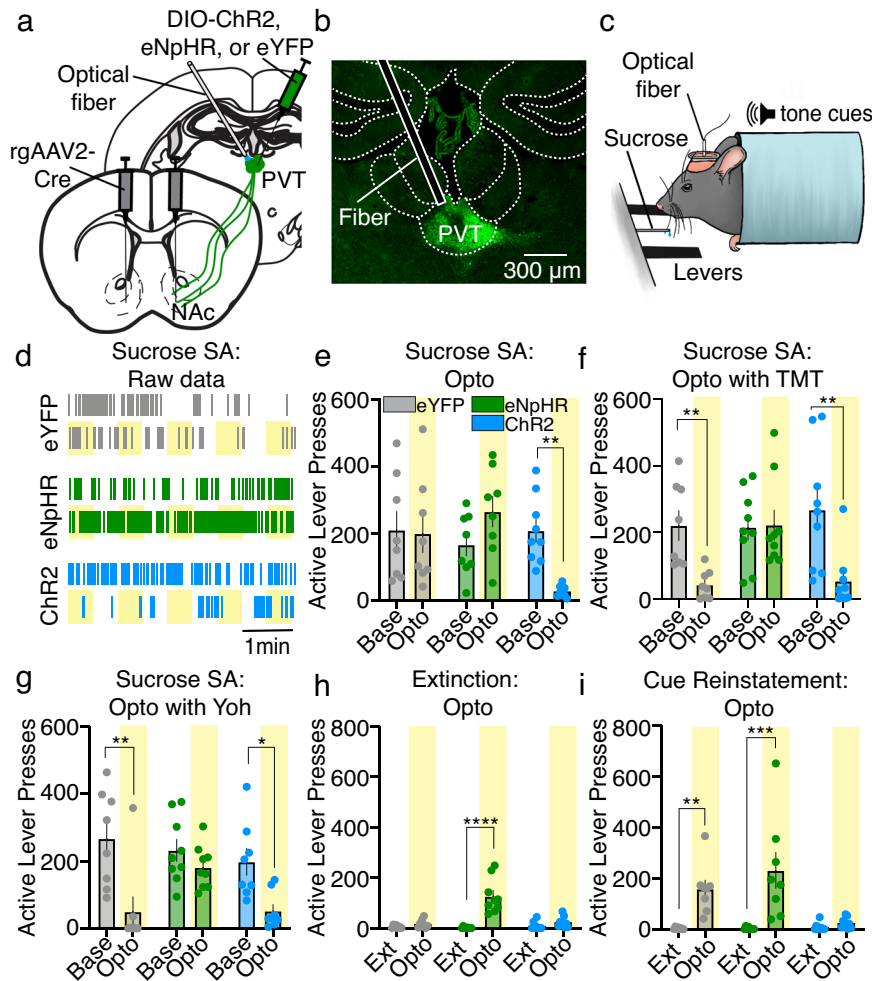 a
DIO-ChR2,
eNpHR, or eYFP
Optical
fiber
rgAAV2-
Cre
PVT
NAc
b
Fiber
PVT
300 µm
c
Optical
fiber
tone cues
Sucrose
Levers
d
Sucrose SA:
Raw data
eYFP
eNpHR
ChR2
1min
e
Sucrose SA:
Opto
Active Lever Presses
600
400
200
0
eYFP
eNpHR
ChR2
**
Base
Opto
Base
Opto
Base
Opto
f
Sucrose SA:
Opto with TMT
Active Lever Presses
600
400
200
0
**
**
Base
Opto
Base
Opto
Base
Opto
g
Sucrose SA:
Opto with Yoh
Active Lever Presses
600
400
200
0
**
*
Base
Opto
Base
Opto
Base
Opto
h
Extinction:
Opto
Active Lever Presses
800
600
400
200
0
****
Ext
Opto
Ext
Opto
Ext
Opto
i
Cue Reinstatement:
Opto
Active Lever Presses
800
600
400
200
0
**
***
Ext
Opto
Ext
Opto
Ext
Opto